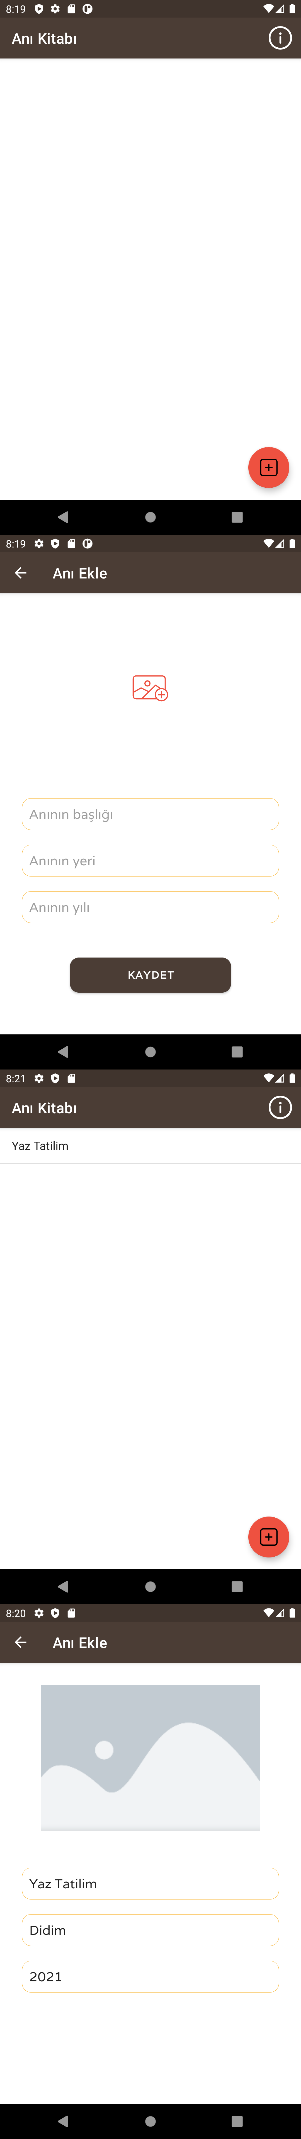 8:19
Anı Kitabı
8:19
Anı Ekle
Anının başlığı
Anının yeri
Anının yılı
KAYDET
8:21
Anı Kitabı
Yaz Tatilim
8:20
Anı Ekle
Yaz Tatilim
Didim
2021